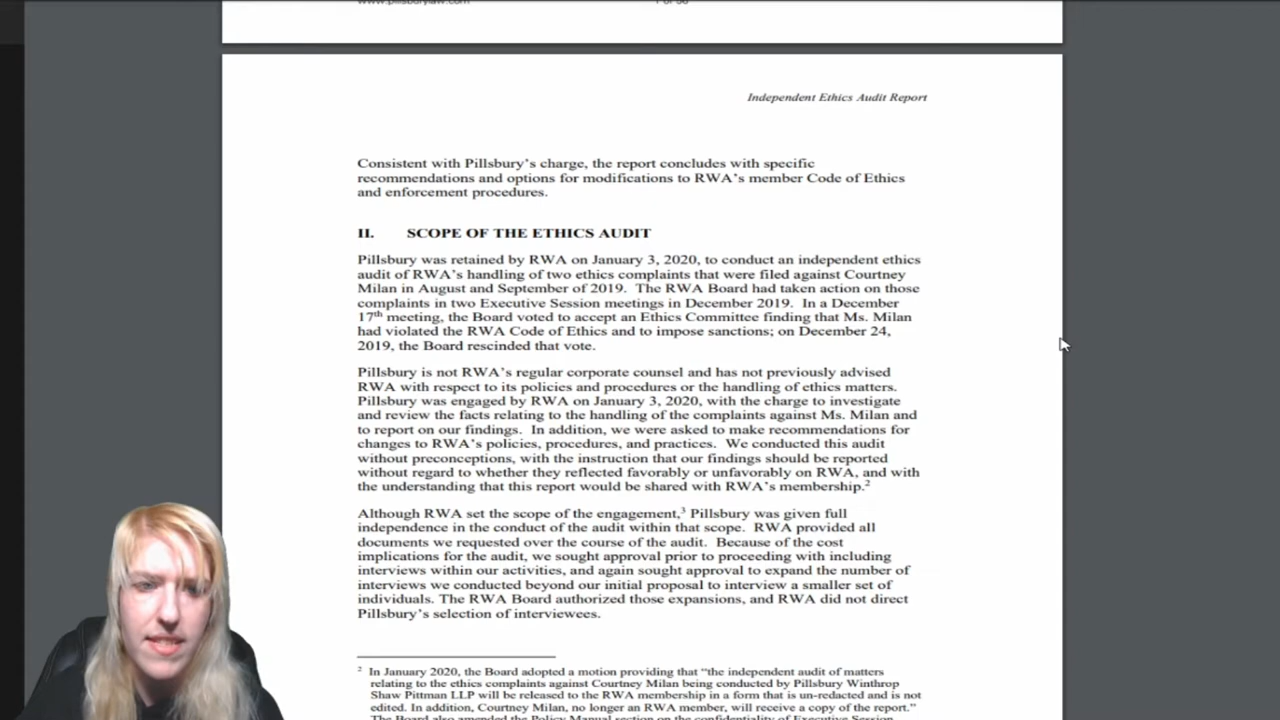 www.pillsburylaw.com
Independent Ethics Audit Report
Consistent with Pillsbury's charge, the report concludes with specific
recommendations and options for modifications to RWA's member Code of Ethics
and enforcement procedures.
II. SCOPE OF THE ETHICS AUDIT
Pillsbury was retained by RWA on January 3, 2020, to conduct an independent ethics
audit of RWA's handling of two ethics complaints that were filed against Courtney
Milan in August and September of 2019. The RWA Board had taken action on those
complaints in two Executive Session meetings in December 2019. In a December
17th meeting, the Board voted to accept an Ethics Committee finding that Ms. Milan
had violated the RWA Code of Ethics and to impose sanctions; on December 24,
2019, the Board rescinded that vote.
Pillsbury is not RWA's regular corporate counsel and has not previously advised
RWA with respect to its policies and procedures or the handling of ethics matters.
Pillsbury was engaged by RWA on January 3, 2020, with the charge to investigate
and review the facts relating to the handling of the complaints against Ms. Milan and
to report on our findings. In addition, we were asked to make recommendations for
changes to RWA's policies, procedures, and practices. We conducted this audit
without preconceptions, with the instruction that our findings should be reported
without regard to whether they reflected favorably or unfavorably on RWA, and with
the understanding that this report would be shared with RWA's membership.2
Although RWA set the scope of the engagement,3 Pillsbury was given full
independence in the conduct of the audit within that scope. RWA provided all
documents we requested over the course of the audit. Because of the cost
implications for the audit, we sought approval prior to proceeding with including
interviews within our activities, and again sought approval to expand the number of
interviews we conducted beyond our initial proposal to interview a smaller set of
individuals. The RWA Board authorized those expansions, and RWA did not direct
Pillsbury's selection of interviewees.
2 In January 2020, the Board adopted a motion providing that "the independent audit of matters
relating to the ethics complaints against Courtney Milan being conducted by Pillsbury Winthrop
Shaw Pittman LLP will be released to the RWA membership in a form that is un-redacted and is not
edited. In addition, Courtney Milan, no longer an RWA member, will receive a copy of the report."
The Board also amended the Policy Manual section on the confidentiality of Executive Session